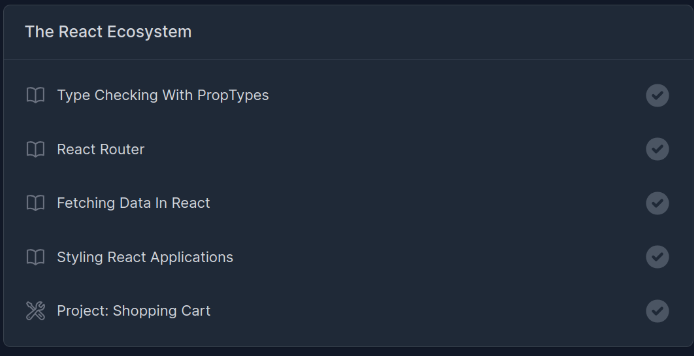 The React Ecosystem
Type Checking With PropTypes
React Router
Fetching Data In React
Styling React Applications
Project: Shopping Cart